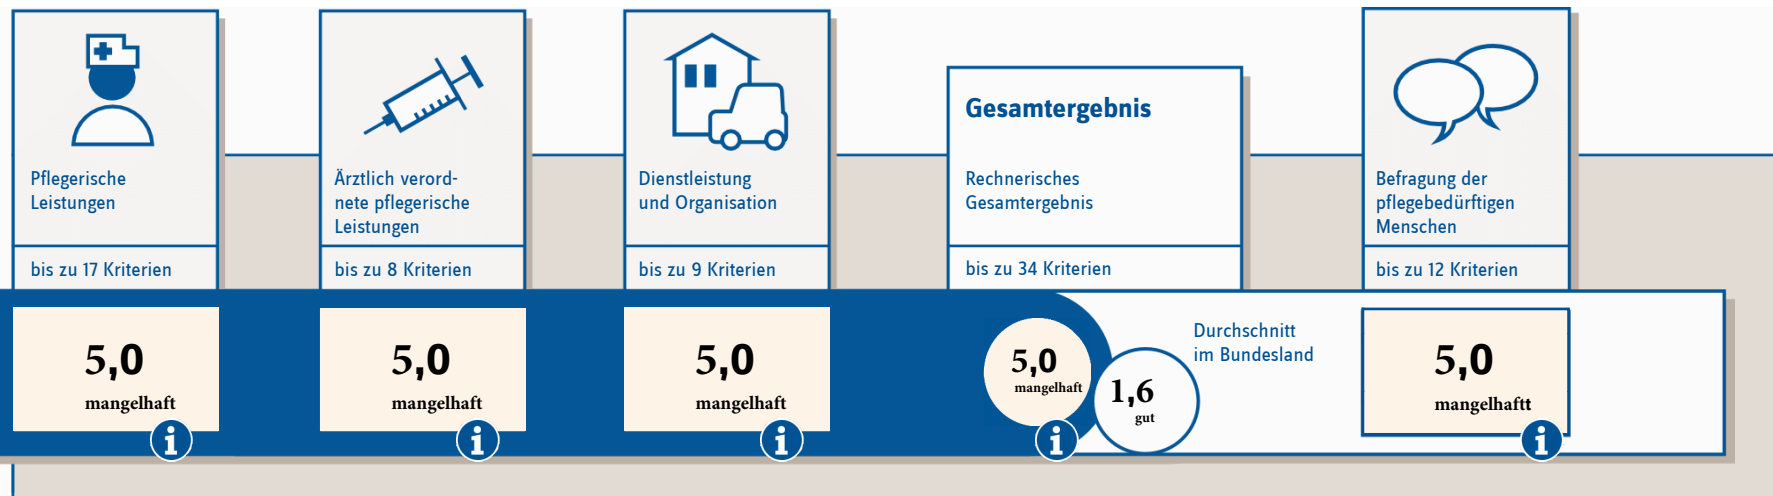 Pflegerische
Leistungen
bis zu 17 Kriterien
5,0
mangelhaft
i
Ärztlich verord-
nete pflegerische
Leistungen
bis zu 8 Kriterien
5,0
mangelhaft
i
Dienstleistung
und Organisation
bis zu 9 Kriterien
5,0
mangelhaft
i
Gesamtergebnis
Rechnerisches
Gesamtergebnis
bis zu 34 Kriterien
5,0
mangelhaft
i
1,6
gut
Durchschnitt
im Bundesland
Befragung der
pflegebedürftigen
Menschen
bis zu 12 Kriterien
5,0
mangelhaftt
i